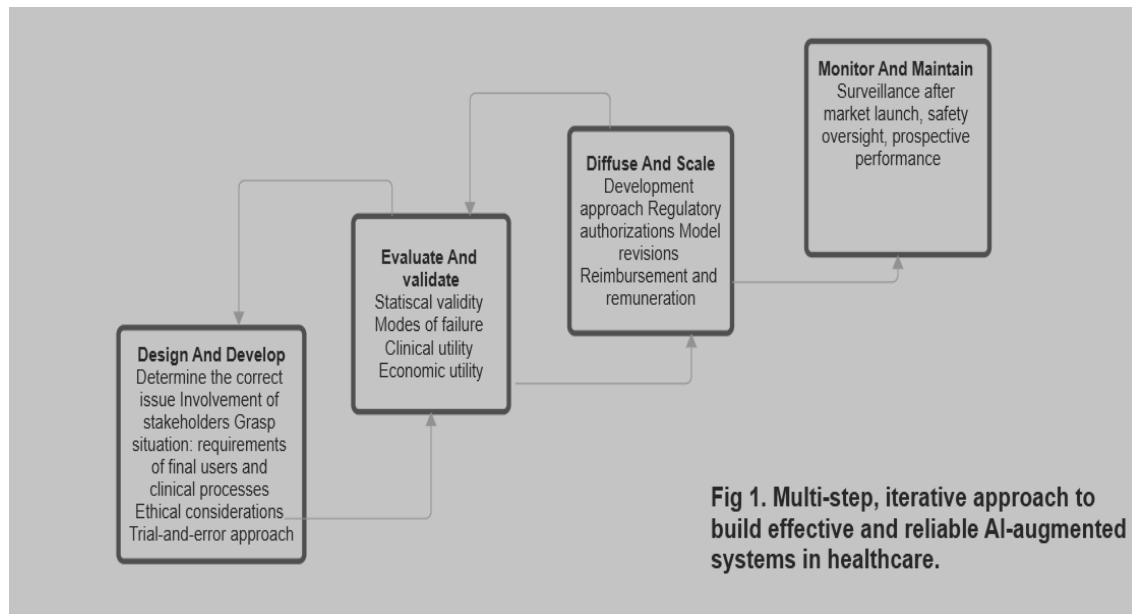 Monitor And Maintain
Surveillance after
market launch, safety
oversight, prospective
performance
Diffuse And Scale
Development
approach Regulatory
authorizations Model
revisions
Reimbursement and
remuneration
Evaluate And
validate
Statiscal validity
Modes of failure
Clinical utility
Economic utility
Design And Develop
Determine the correct
issue Involvement of
stakeholders Grasp
situation: requirements
of final users and
clinical processes
Ethical considerations
Trial-and-error approach
Fig 1. Multi-step, iterative approach to
build effective and reliable AI-augmented
systems in healthcare.